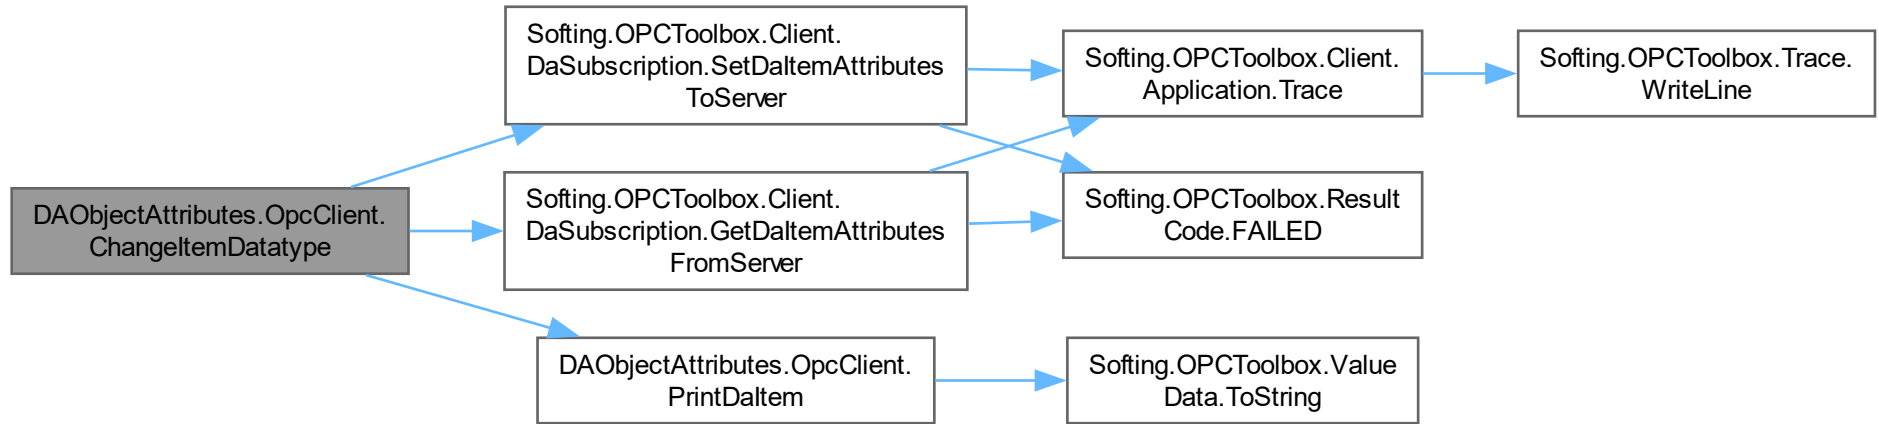 DAObjectAttributes.OpcClient.
ChangeItemDatatype
Softing.OPCToolbox.Client.
DaSubscription.SetDaItemAttributes
ToServer
Softing.OPCToolbox.Client.
DaSubscription.GetDaItemAttributes
FromServer
DAObjectAttributes.OpcClient.
PrintDaItem
Softing.OPCToolbox.Client.
Application.Trace
Softing.OPCToolbox.Result
Code.FAILED
Softing.OPCToolbox.Value
Data.ToString
Softing.OPCToolbox.Trace.
WriteLine